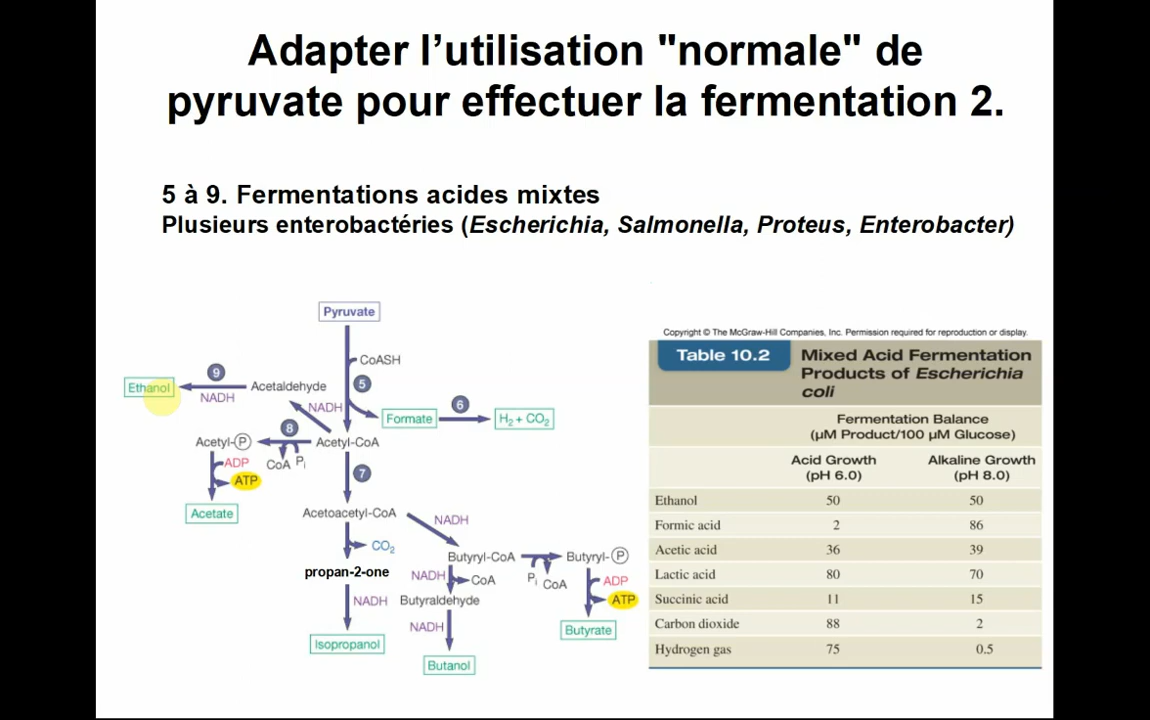 Adapter l’utilisation "normale" de
pyruvate pour effectuer la fermentation 2.
5 à 9. Fermentations acides mixtes
Plusieurs enterobactéries (Escherichia, Salmonella, Proteus, Enterobacter)
Pyruvate
CoASH
5
9
Ethanol
NADH
Acetaldehyde
NADH
Formate
6
H₂ + CO₂
8
Acetyl-P
CoA Pi
Acetyl-CoA
ADP
ATP
7
Acetate
Acetoacetyl-CoA
NADH
CO₂
propan-2-one
NADH
Isopropanol
Butyryl-CoA
Pi CoA
Butyryl-P
NADH
CoA
ADP
ATP
Butyraldehyde
NADH
Butyrate
Butanol
Copyright © The McGraw-Hill Companies, Inc. Permission required for reproduction or display.
Table 10.2
Mixed Acid Fermentation
Products of Escherichia
coli
Fermentation Balance
(µM Product/100 µM Glucose)
Acid Growth Alkaline Growth
(pH 6.0) (pH 8.0)
Ethanol 50 50
Formic acid 2 86
Acetic acid 36 39
Lactic acid 80 70
Succinic acid 11 15
Carbon dioxide 88 2
Hydrogen gas 75 0.5